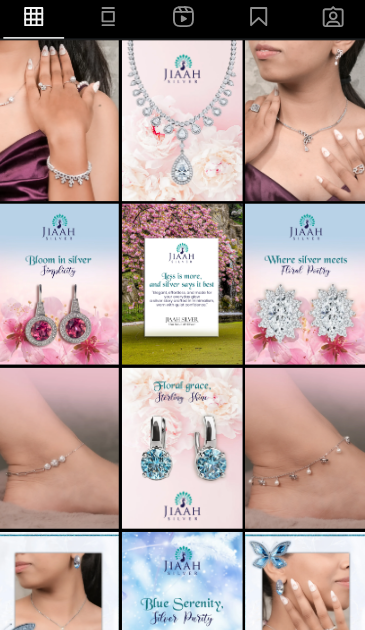 JIAAH
SILVER
JIAAH
SILVER
Bloom in silver
Simplicity
JIAAH
SILVER
Less is more,
and silver says it best
JIAAH SILVER
JIAAH
SILVER
Where silver meets
Floral Poetry
Floral grace,
Sterling Shine
JIAAH
SILVER
JIAAH
SILVER
Blue Serenity,
Silver Purity